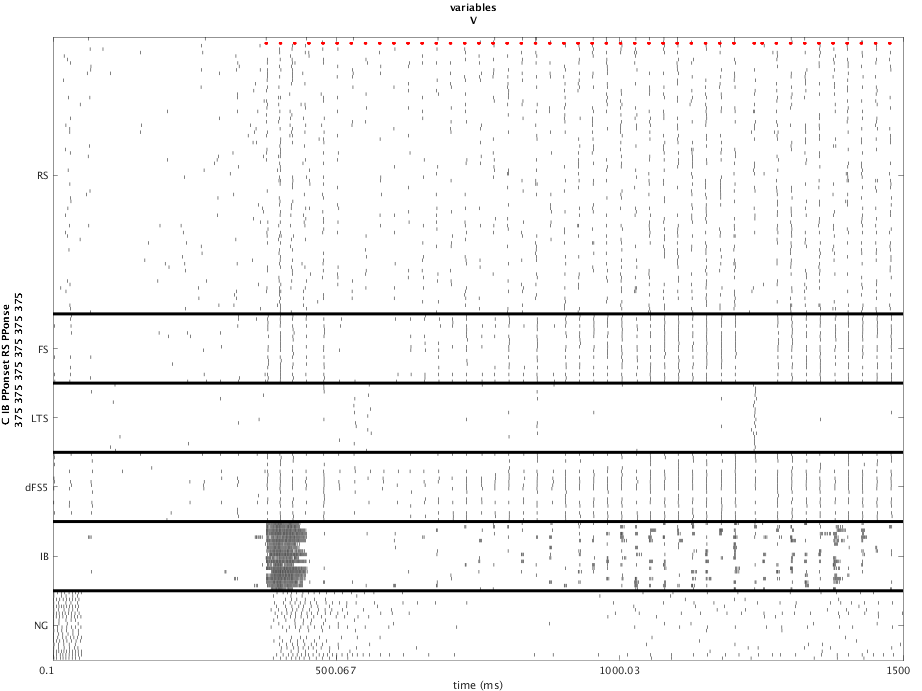 variables
V
C IB PPonset RS PPonse
375 375 375 375 375 375
RS
FS
LTS
dFS5
IB
NG
0.1
500.067
1000.03
1500
time (ms)